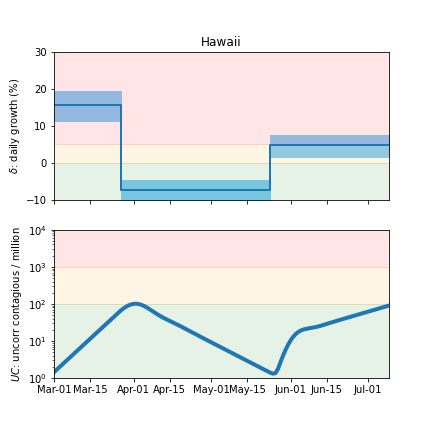 Hawaii
δ: daily growth (%)
30
20
10
0
−10
UC: uncorr contagious / million
10⁴
10³
10²
10¹
10⁰
Mar-01 Mar-15 Apr-01 Apr-15 May-01 May-15 Jun-01 Jun-15 Jul-01